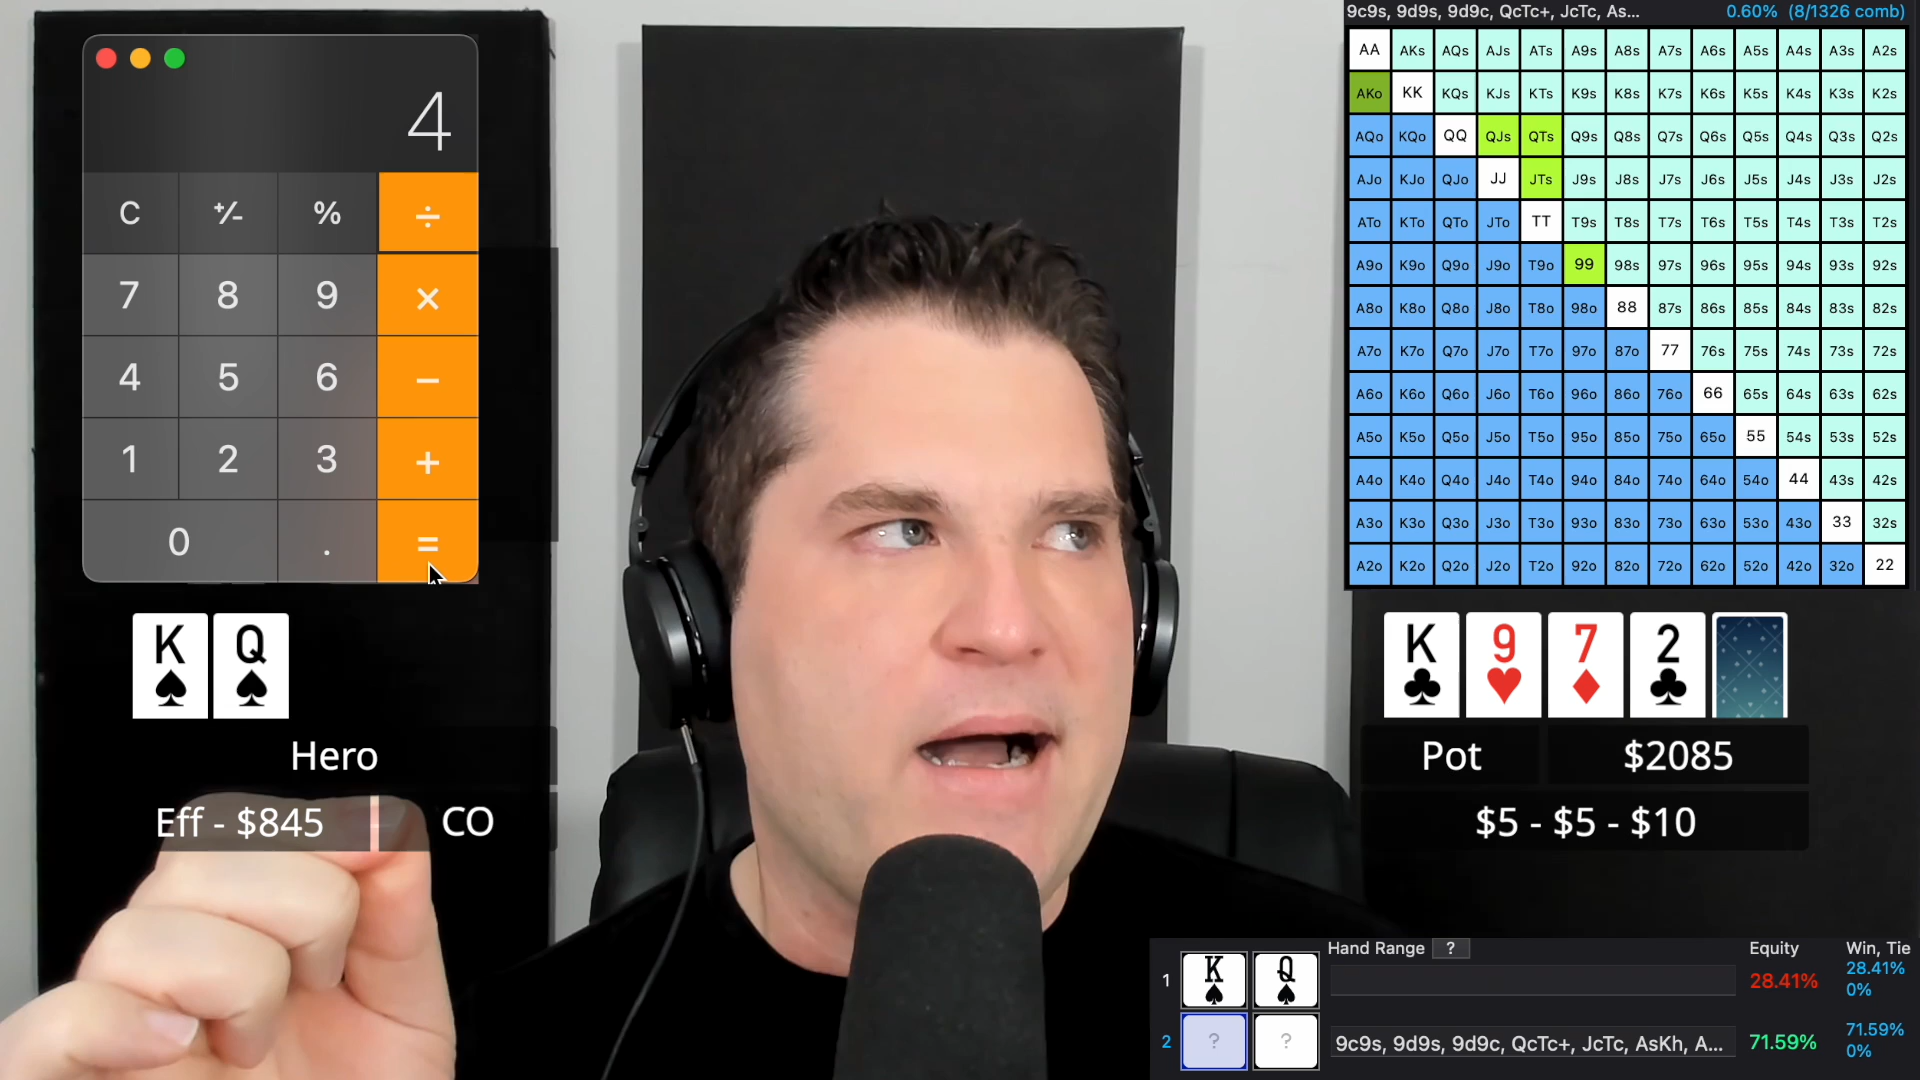 4
C ⁺∕₋ % ÷
7 8 9 ×
4 5 6 −
1 2 3 +
0 . =
K Q
Hero
Eff - $845
CO
9c9s, 9d9s, 9d9c, QcTc+, JcTc, As... 0.60% (8/1326 comb)
AA AKs AQs AJs ATs A9s A8s A7s A6s A5s A4s A3s A2s
AKo KK KQs KJs KTs K9s K8s K7s K6s K5s K4s K3s K2s
AQo KQo QQ QJs QTs Q9s Q8s Q7s Q6s Q5s Q4s Q3s Q2s
AJo KJo QJo JJ JTs J9s J8s J7s J6s J5s J4s J3s J2s
ATo KTo QTo JTo TT T9s T8s T7s T6s T5s T4s T3s T2s
A9o K9o Q9o J9o T9o 99 98s 97s 96s 95s 94s 93s 92s
A8o K8o Q8o J8o T8o 98o 88 87s 86s 85s 84s 83s 82s
A7o K7o Q7o J7o T7o 97o 87o 77 76s 75s 74s 73s 72s
A6o K6o Q6o J6o T6o 96o 86o 76o 66 65s 64s 63s 62s
A5o K5o Q5o J5o T5o 95o 85o 75o 65o 55 54s 53s 52s
A4o K4o Q4o J4o T4o 94o 84o 74o 64o 54o 44 43s 42s
A3o K3o Q3o J3o T3o 93o 83o 73o 63o 53o 43o 33 32s
A2o K2o Q2o J2o T2o 92o 82o 72o 62o 52o 42o 32o 22
K 9 7 2
Pot $2085
$5 - $5 - $10
Hand Range ? Equity Win, Tie
1 K Q 28.41% 28.41%
0%
2 ? ? 9c9s, 9d9s, 9d9c, QcTc+, JcTc, AsKh, A... 71.59% 71.59%
0%